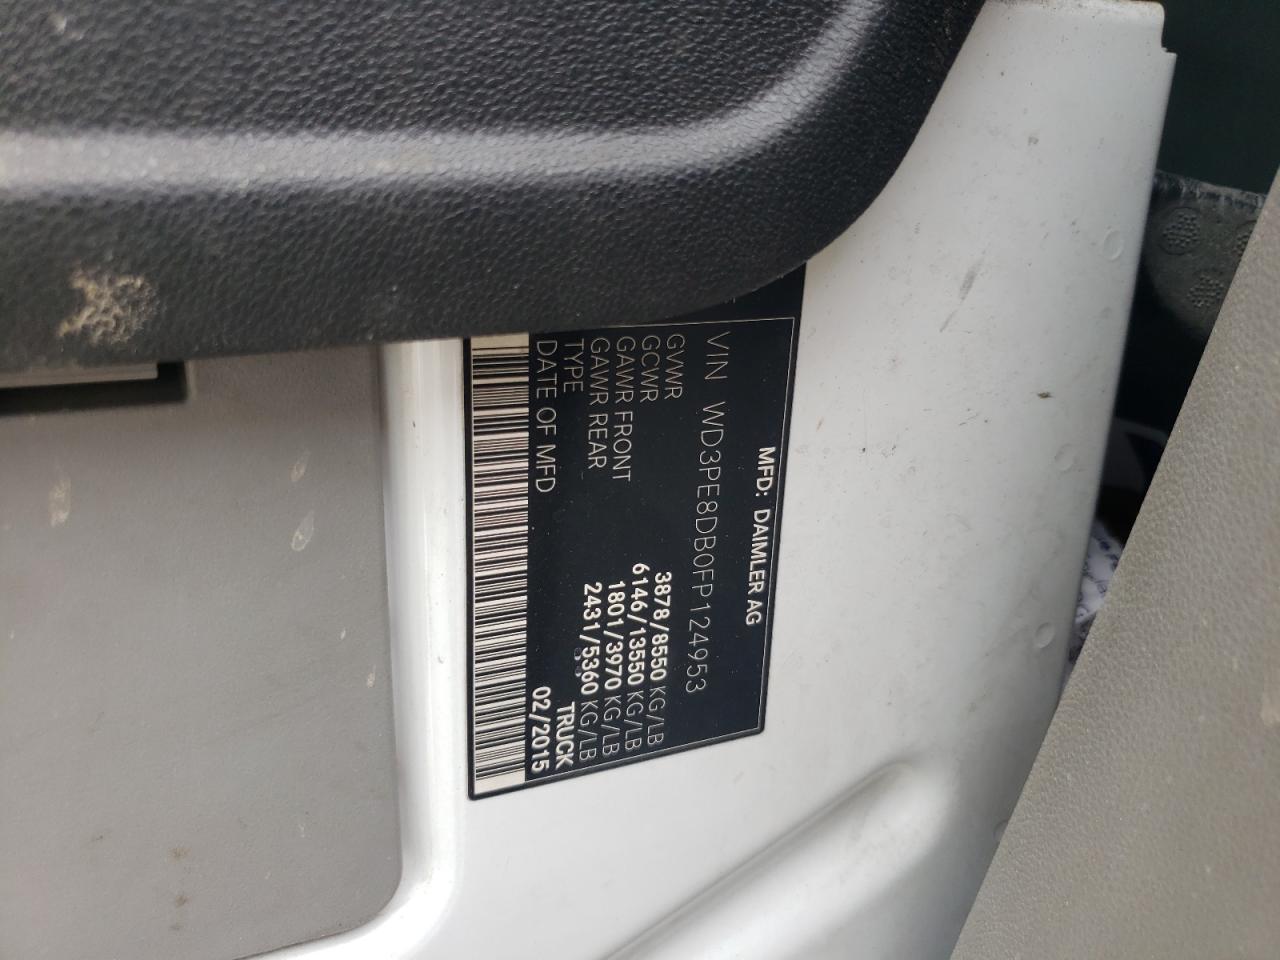 MFD: DAIMLER AG
VIN WD3PE8DB0FP124953
GVWR 3878/8550 KG/LB
GCWR 6146/13550 KG/LB
GAWR FRONT 1801/3970 KG/LB
GAWR REAR 2431/5360 KG/LB
TYPE TRUCK
DATE OF MFD 02/2015